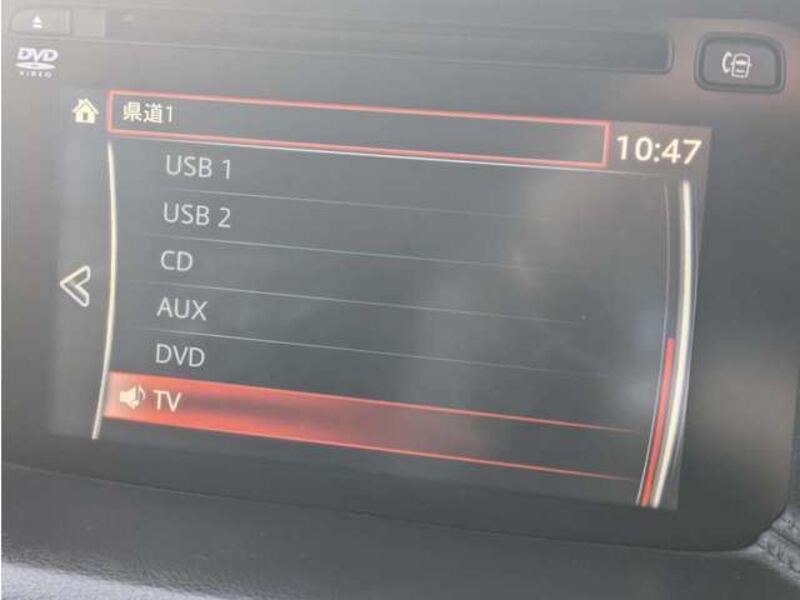 DVD
VIDEO
県道1
10:47
USB 1
USB 2
CD
AUX
DVD
TV